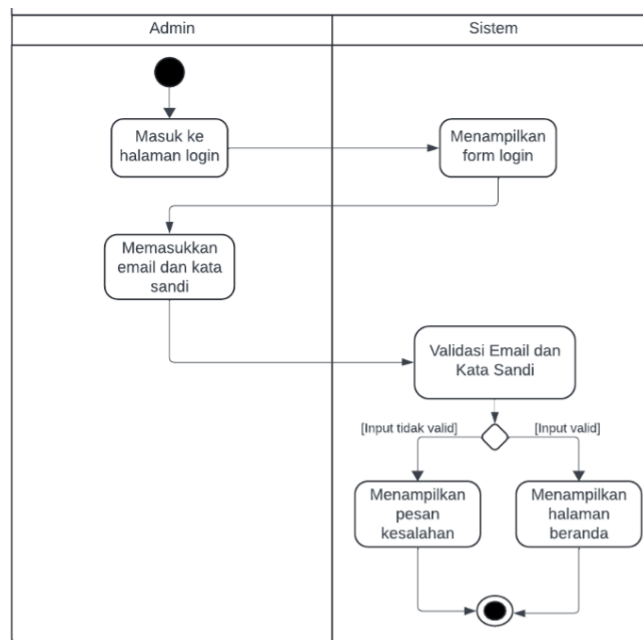 Admin
Sistem
Masuk ke
halaman login
Menampilkan
form login
Memasukkan
email dan kata
sandi
Validasi Email dan
Kata Sandi
[Input tidak valid]
[Input valid]
Menampilkan
pesan
kesalahan
Menampilkan
halaman
beranda